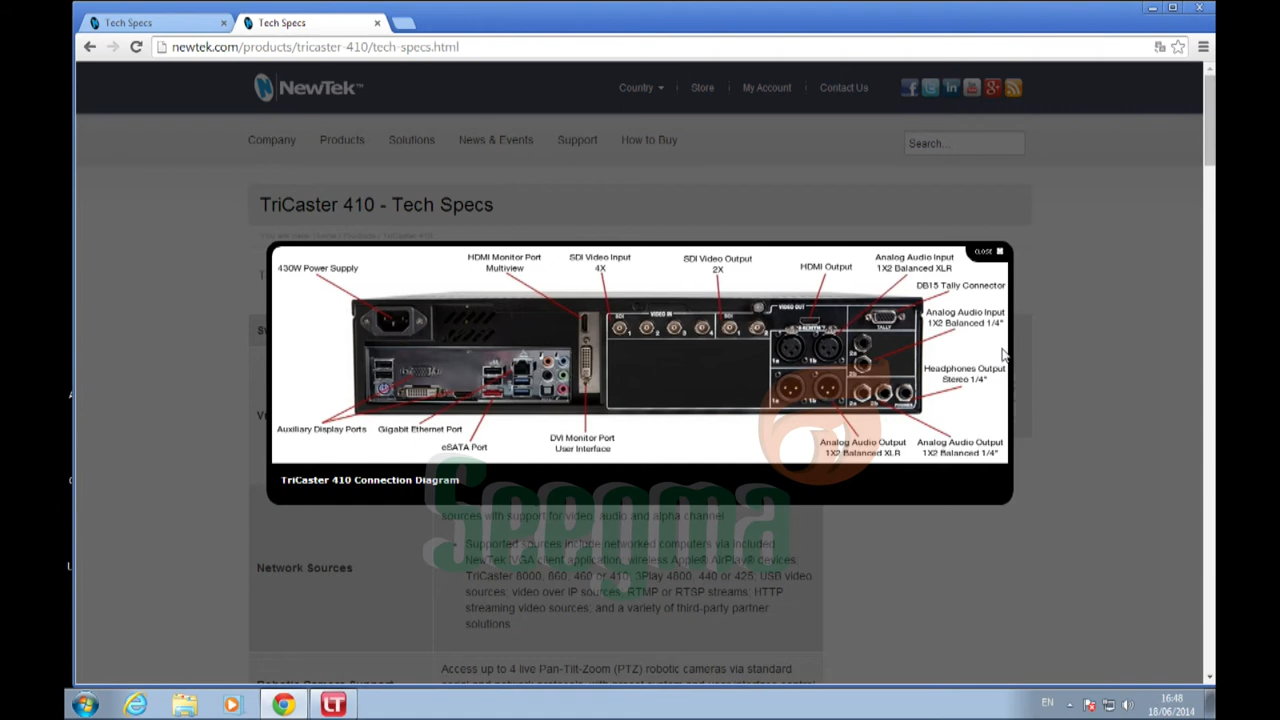 Tech Specs
Tech Specs
newtek.com/products/tricaster-410/tech-specs.html
NewTek™
Country
Store
My Account
Contact Us
Company
Products
Solutions
News & Events
Support
How to Buy
Search...
TriCaster 410 - Tech Specs
CLOSE
430W Power Supply
HDMI Monitor Port
Multiview
SDI Video Input
4X
SDI Video Output
2X
HDMI Output
Analog Audio Input
1X2 Balanced XLR
DB15 Tally Connector
Analog Audio Input
1X2 Balanced 1/4"
Headphones Output
Stereo 1/4"
SDI
VIDEO IN
SDI
VIDEO OUT
TALLY
Auxiliary Display Ports
Gigabit Ethernet Port
eSATA Port
DVI Monitor Port
User Interface
Analog Audio Output
1X2 Balanced XLR
Analog Audio Output
1X2 Balanced 1/4"
TriCaster 410 Connection Diagram
Seegma
sources with support for video, audio and alpha channel
Network Sources
Supported sources include networked computers via included
NewTek iVGA client application, wireless Apple® AirPlay® devices,
TriCaster 8000, 860, 460 or 410, 3Play 4800, 440 or 425, USB video
sources, video over IP sources, RTMP or RTSP streams, HTTP
streaming video sources, and a variety of third-party partner
solutions
Access up to 4 live Pan-Tilt-Zoom (PTZ) robotic cameras via standard
EN
16:48
18/06/2014